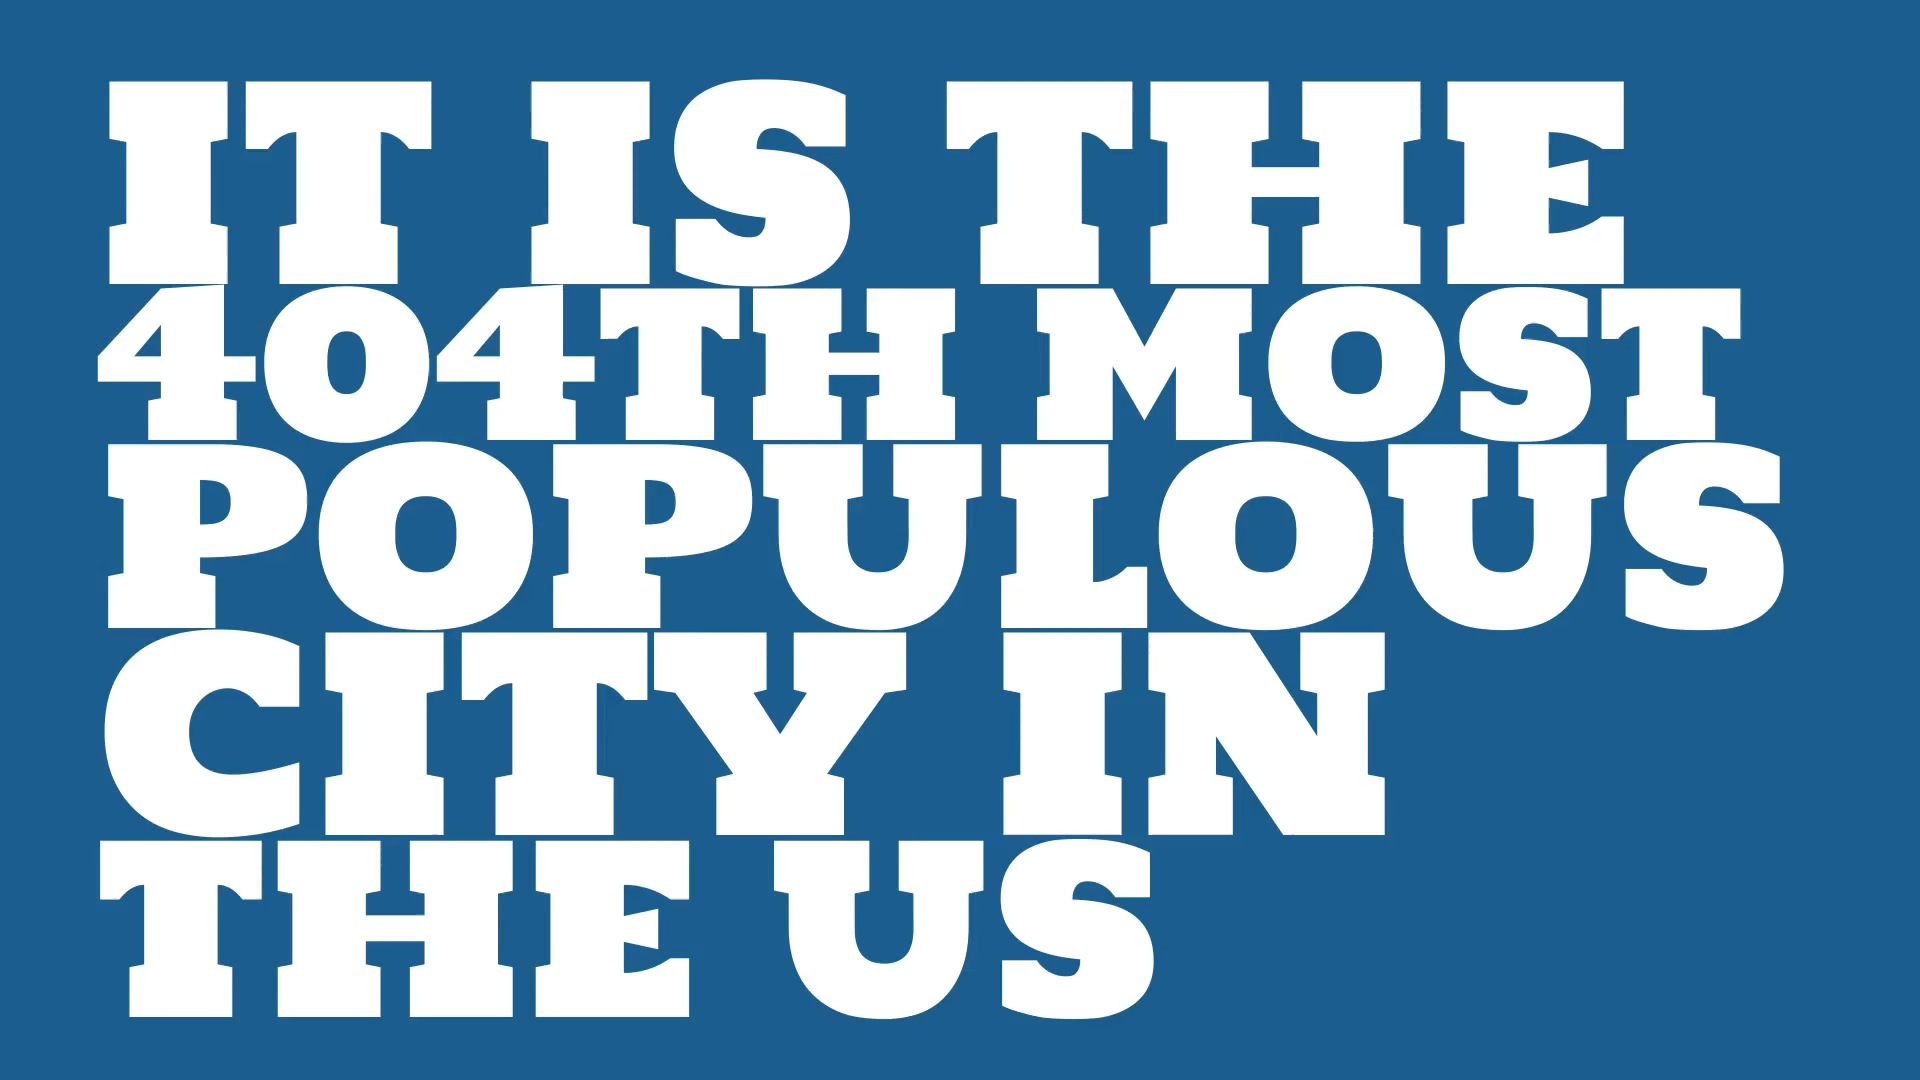 IT IS THE
404TH MOST
POPULOUS
CITY IN
THE US